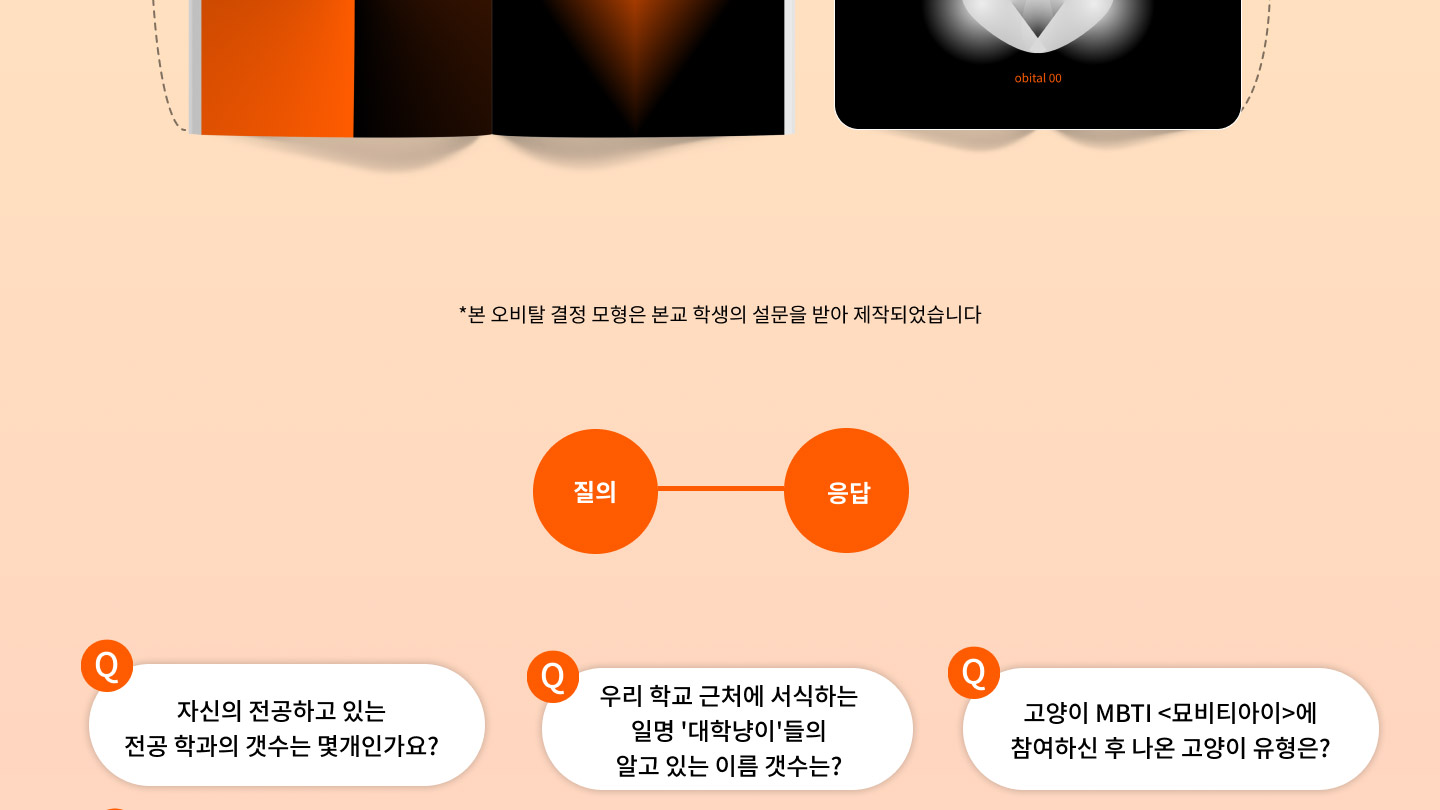 obital 00
*본 오비탈 결정 모형은 본교 학생의 설문을 받아 제작되었습니다
질의
응답
Q
자신의 전공하고 있는
전공 학과의 갯수는 몇개인가요?
Q
우리 학교 근처에 서식하는
일명 '대학냥이'들의
알고 있는 이름 갯수는?
Q
고양이 MBTI <묘비티아이>에
참여하신 후 나온 고양이 유형은?